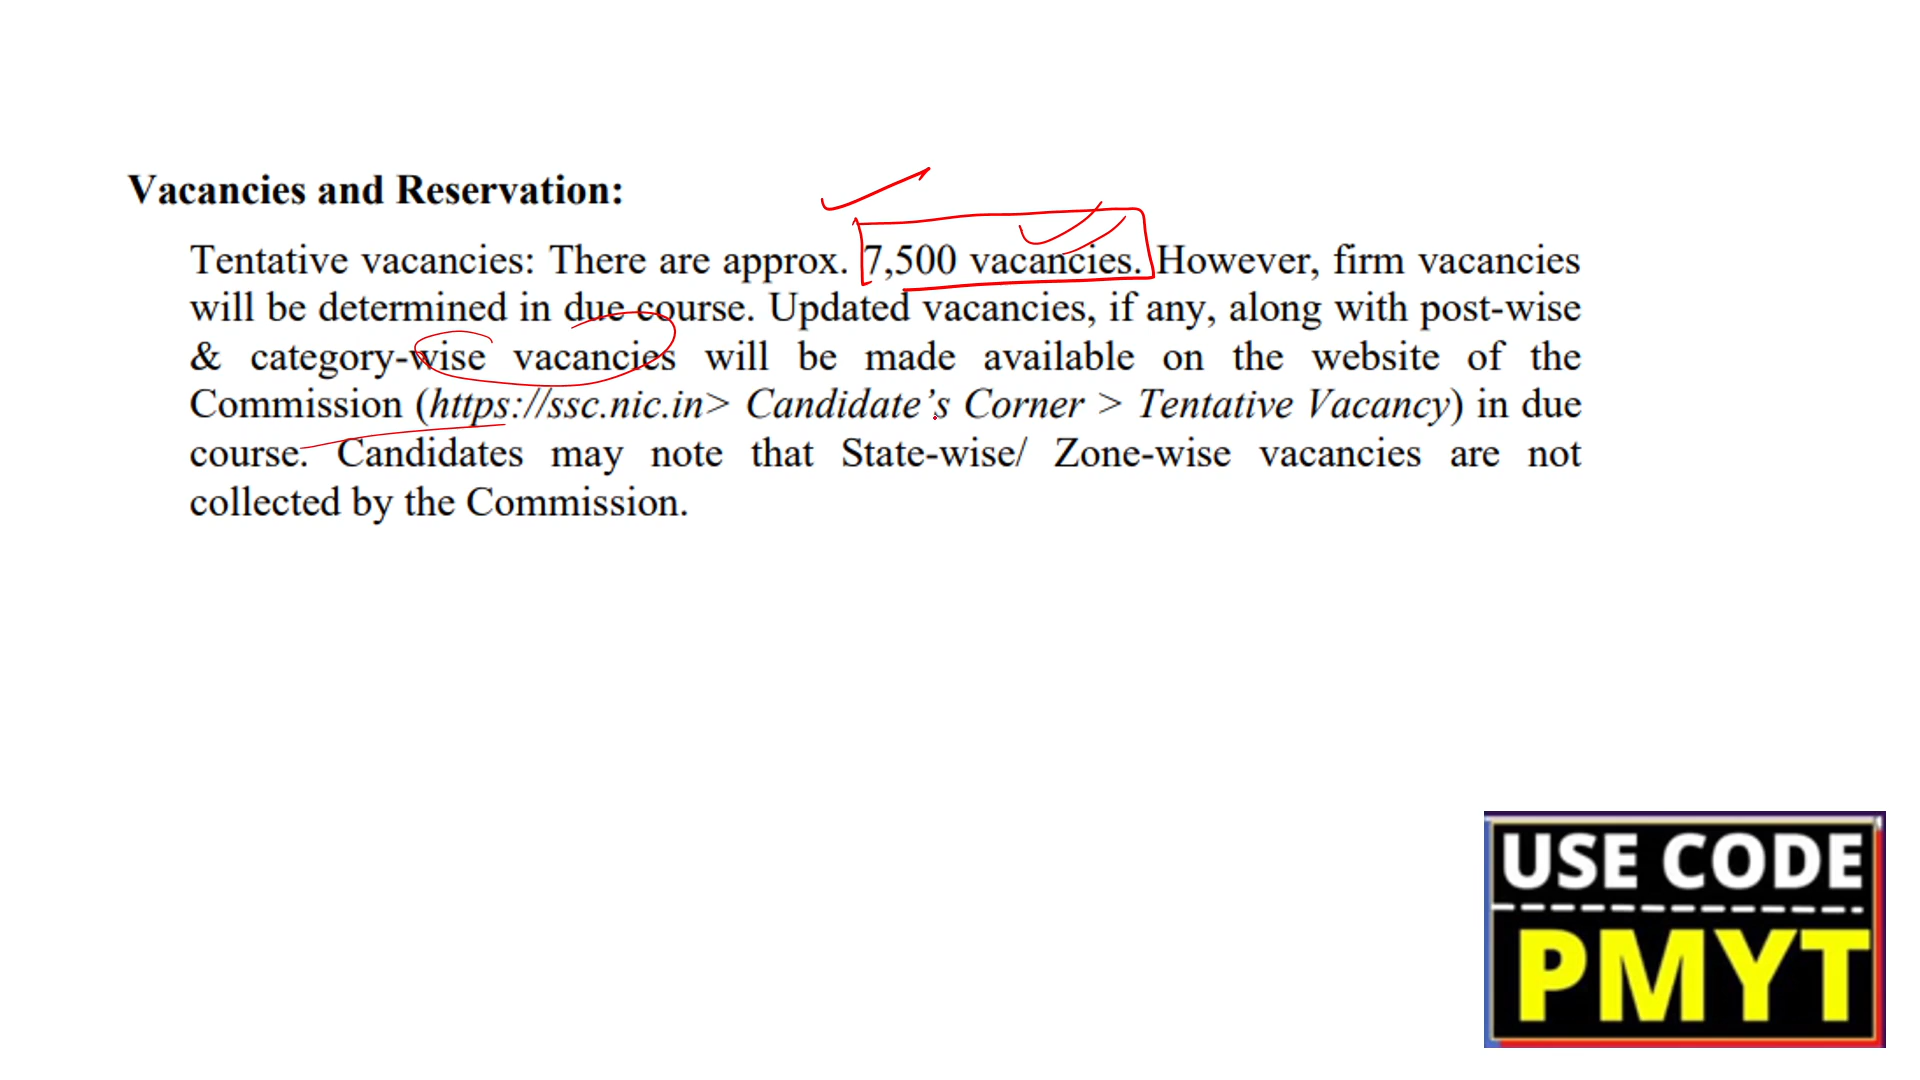 Vacancies and Reservation:
Tentative vacancies: There are approx. 7,500 vacancies. However, firm vacancies
will be determined in due course. Updated vacancies, if any, along with post-wise
& category-wise vacancies will be made available on the website of the
Commission (https://ssc.nic.in> Candidate’s Corner > Tentative Vacancy) in due
course. Candidates may note that State-wise/ Zone-wise vacancies are not
collected by the Commission.
USE CODE
PMYT